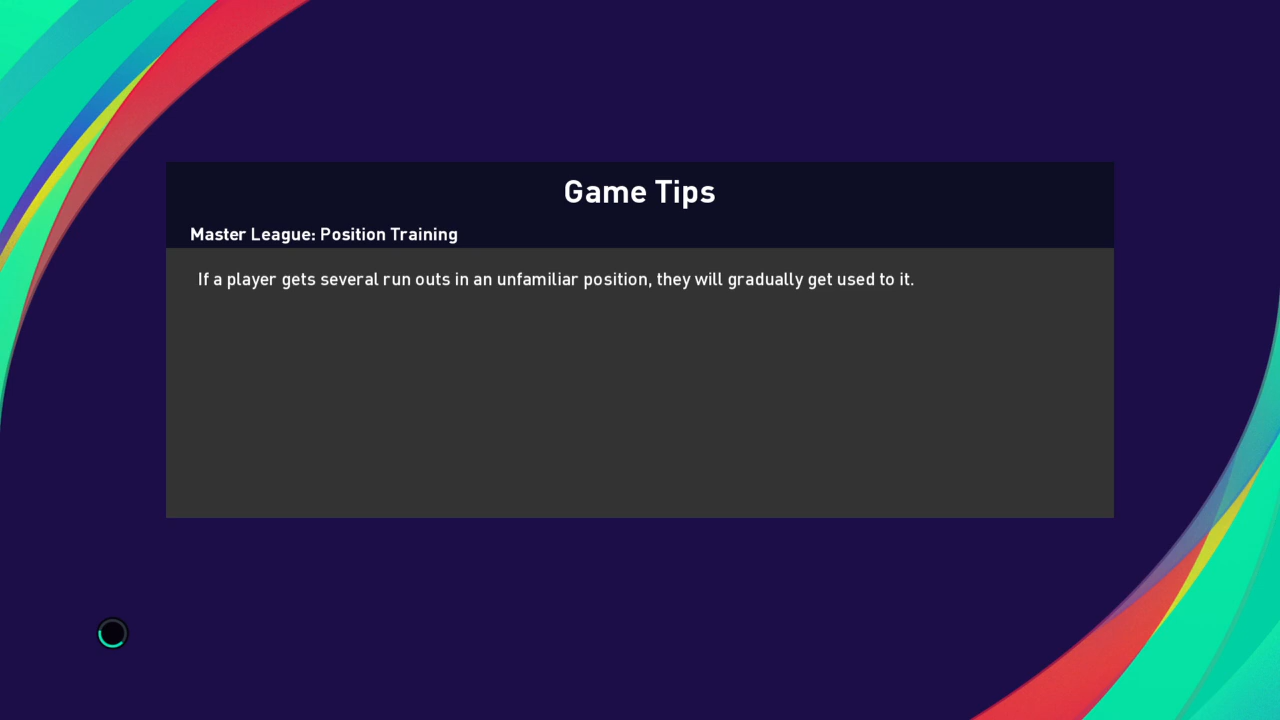 Game Tips
Master League: Position Training
If a player gets several run outs in an unfamiliar position, they will gradually get used to it.